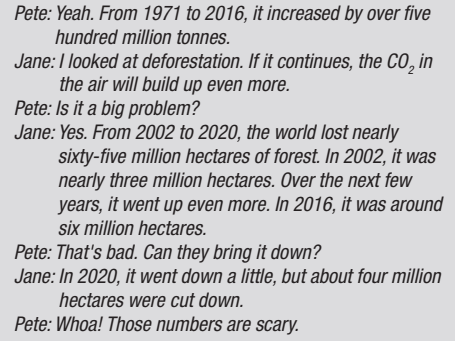 Pete: Yeah. From 1971 to 2016, it increased by over five
hundred million tonnes.
Jane: I looked at deforestation. If it continues, the CO₂ in
the air will build up even more.
Pete: Is it a big problem?
Jane: Yes. From 2002 to 2020, the world lost nearly
sixty-five million hectares of forest. In 2002, it was
nearly three million hectares. Over the next few
years, it went up even more. In 2016, it was around
six million hectares.
Pete: That's bad. Can they bring it down?
Jane: In 2020, it went down a little, but about four million
hectares were cut down.
Pete: Whoa! Those numbers are scary.